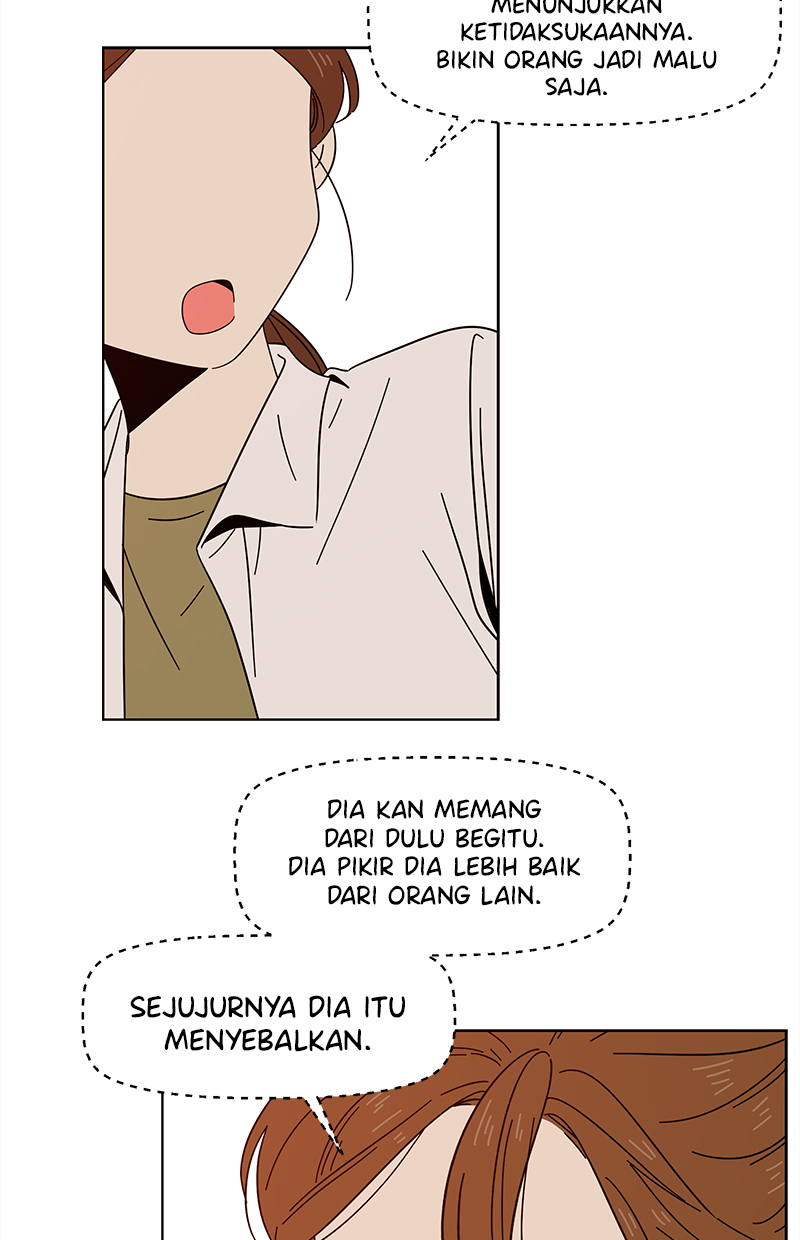 MENUNJUKKAN
KETIDAKSUKAANNYA.
BIKIN ORANG JADI MALU
SAJA.
DIA KAN MEMANG
DARI DULU BEGITU.
DIA PIKIR DIA LEBIH BAIK
DARI ORANG LAIN.
SEJUJURNYA DIA ITU
MENYEBALKAN.